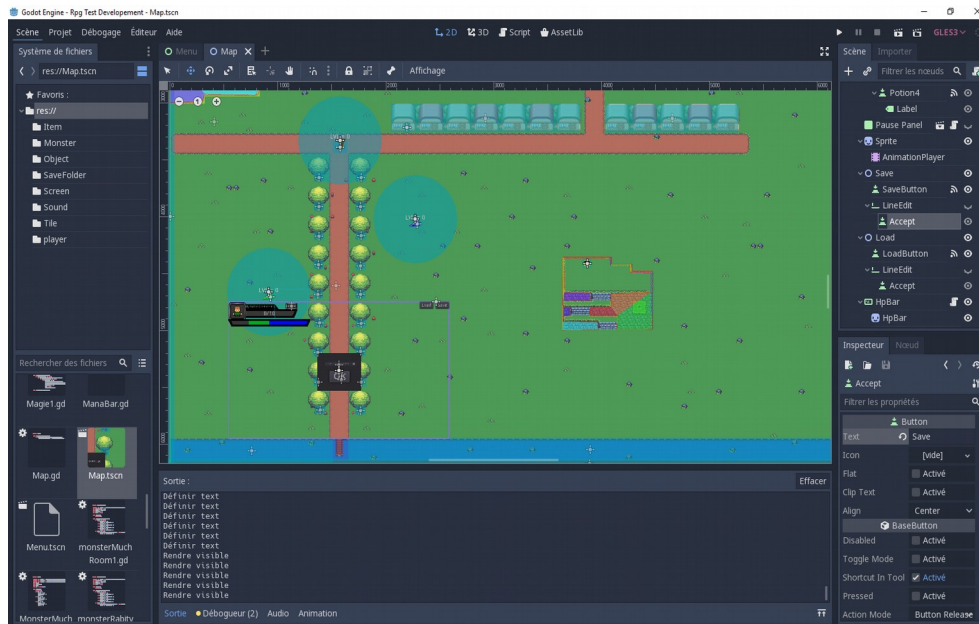 Godot Engine - Rpg Test Developement - Map.tscn
Scène Projet Débogage Éditeur Aide
2D 3D Script AssetLib
GLES3
Système de fichiers
res://Map.tscn
Favoris :
res://
Item
Monster
Object
SaveFolder
Screen
Sound
Tile
player
Rechercher des fichiers
Magie1.gd ManaBar.gd
Map.gd Map.tscn
Menu.tscn monsterMuch
Room1.gd
MonsterMuch monsterRabity
Menu Map
Affichage
Sortie :
Effacer
Définir text
Définir text
Définir text
Définir text
Définir text
Définir text
Rendre visible
Rendre visible
Rendre visible
Rendre visible
Rendre visible
Sortie Débogueur (2) Audio Animation
Scène Importer
Filtrer les nœuds
Potion4
Label
Pause Panel
Sprite
AnimationPlayer
Save
SaveButton
LineEdit
Accept
Load
LoadButton
LineEdit
Accept
HpBar
HpBar
Inspecteur Nœud
Accept
Filtrer les propriétés
Button
Text Save
Icon [vide]
Flat Activé
Clip Text Activé
Align Center
BaseButton
Disabled Activé
Toggle Mode Activé
Shortcut In Tool Activé
Pressed Activé
Action Mode Button Release